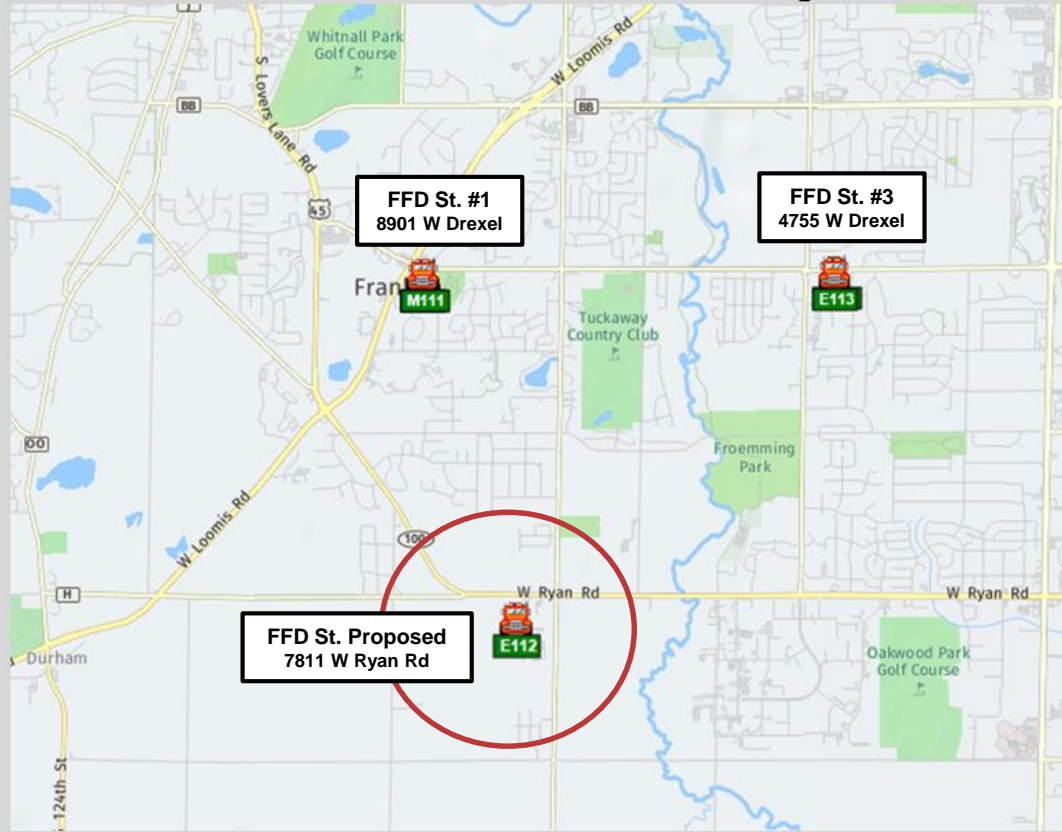 J
Whitnall Park
Golf Course
W Loomis Rd
S Lovers Lane Rd
BB
BB
45
FFD St. #1
8901 W Drexel
FFD St. #3
4755 W Drexel
Fran
M111
E113
Tuckaway
Country Club
OO
Froemming
Park
W Loomis Rd
100
H
W Ryan Rd
W Ryan Rd
FFD St. Proposed
7811 W Ryan Rd
E112
Durham
Oakwood Park
Golf Course
124th St